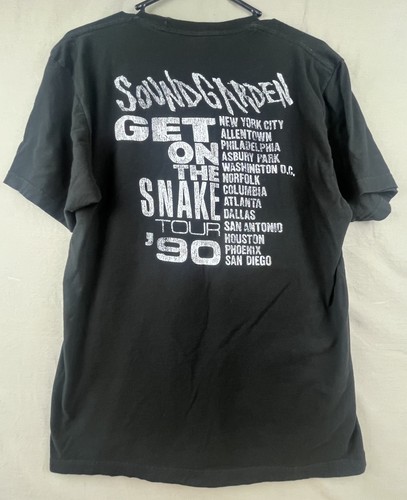 SOUNDGARDEN
GET
ON
THE
SNAKE
TOUR
'90
NEW YORK CITY
ALLENTOWN
PHILADELPHIA
ASBURY PARK
WASHINGTON D.C.
NORFOLK
COLUMBIA
ATLANTA
DALLAS
SAN ANTONIO
HOUSTON
PHOENIX
SAN DIEGO